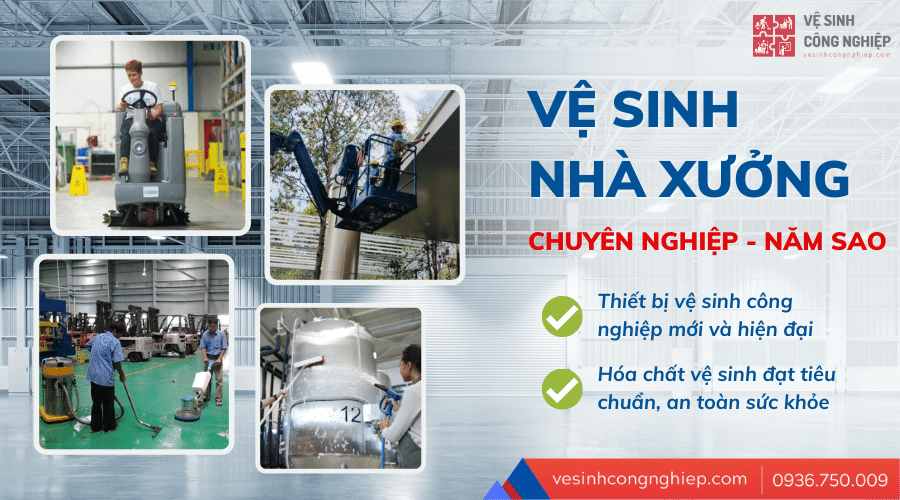 VỆ SINH
CÔNG NGHIỆP
vesinhcongnghiep.com
VỆ SINH
NHÀ XƯỞNG
CHUYÊN NGHIỆP - NĂM SAO
Thiết bị vệ sinh công
nghiệp mới và hiện đại
Hóa chất vệ sinh đạt tiêu
chuẩn, an toàn sức khỏe
12
vesinhcongnghiep.com
0936.750.009